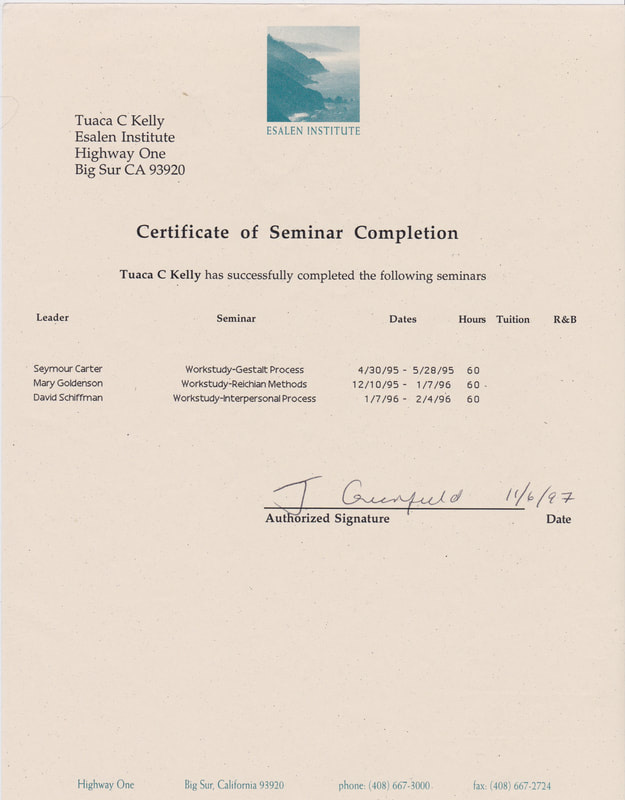 ESALEN INSTITUTE
Tuaca C Kelly
Esalen Institute
Highway One
Big Sur CA 93920
Certificate of Seminar Completion
Tuaca C Kelly has successfully completed the following seminars
Leader Seminar Dates Hours Tuition R&B
Seymour Carter Workstudy-Gestalt Process 4/30/95 - 5/28/95 60
Mary Goldenson Workstudy-Reichian Methods 12/10/95 - 1/7/96 60
David Schiffman Workstudy-Interpersonal Process 1/7/96 - 2/4/96 60
J Greenfield 11/6/97
Authorized Signature Date
Highway One Big Sur, California 93920 phone: (408) 667-3000 fax: (408) 667-2724